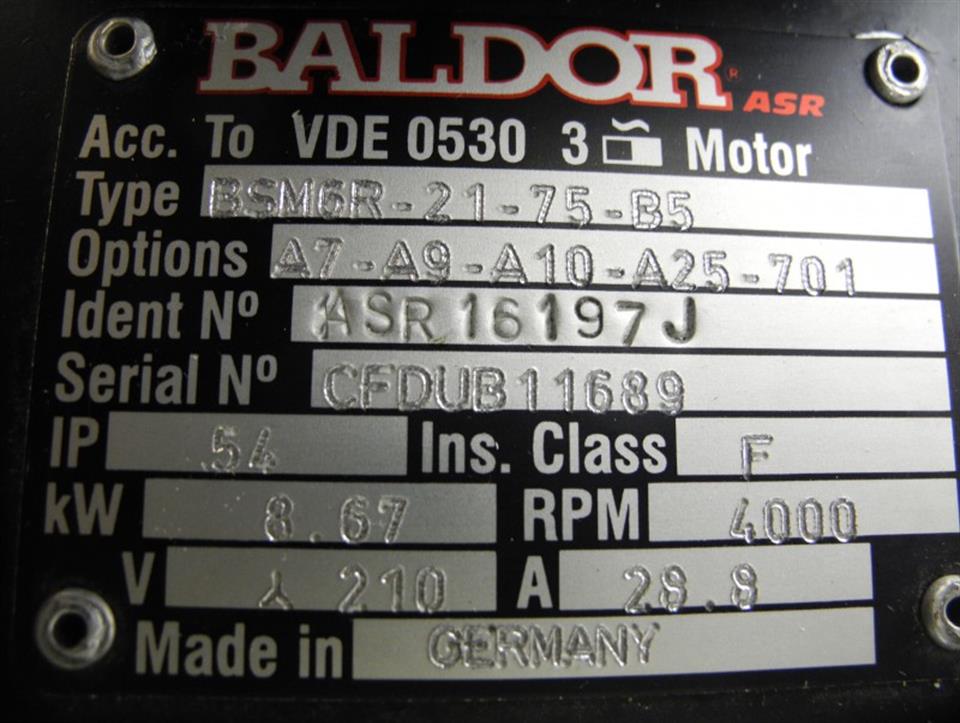 BALDOR® ASR
Acc. To VDE 0530 3 Motor
Type BSM6R-21-75-B5
Options A7-A9-A10-A25-701
Ident Nº ASR16197J
Serial Nº CFDUB11689
IP 54 Ins. Class F
kW 8.67 RPM 4000
V 210 A 28.8
Made in GERMANY